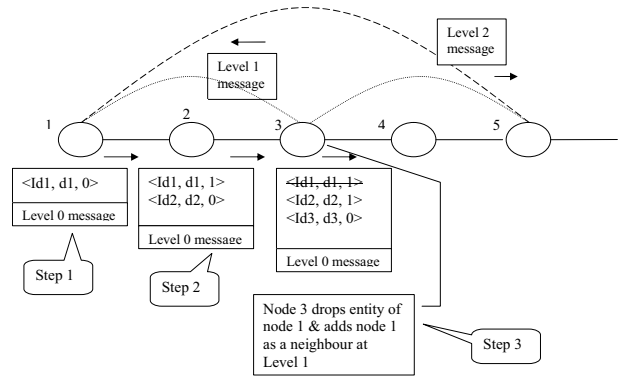 Level 2
message
Level 1
message
1
2
3
4
5
<Id1, d1, 0>
Level 0 message
<Id1, d1, 1>
<Id2, d2, 0>
Level 0 message
<Id1, d1, 1>
<Id2, d2, 1>
<Id3, d3, 0>
Level 0 message
Step 1
Step 2
Node 3 drops entity of
node 1 & adds node 1
as a neighbour at
Level 1
Step 3